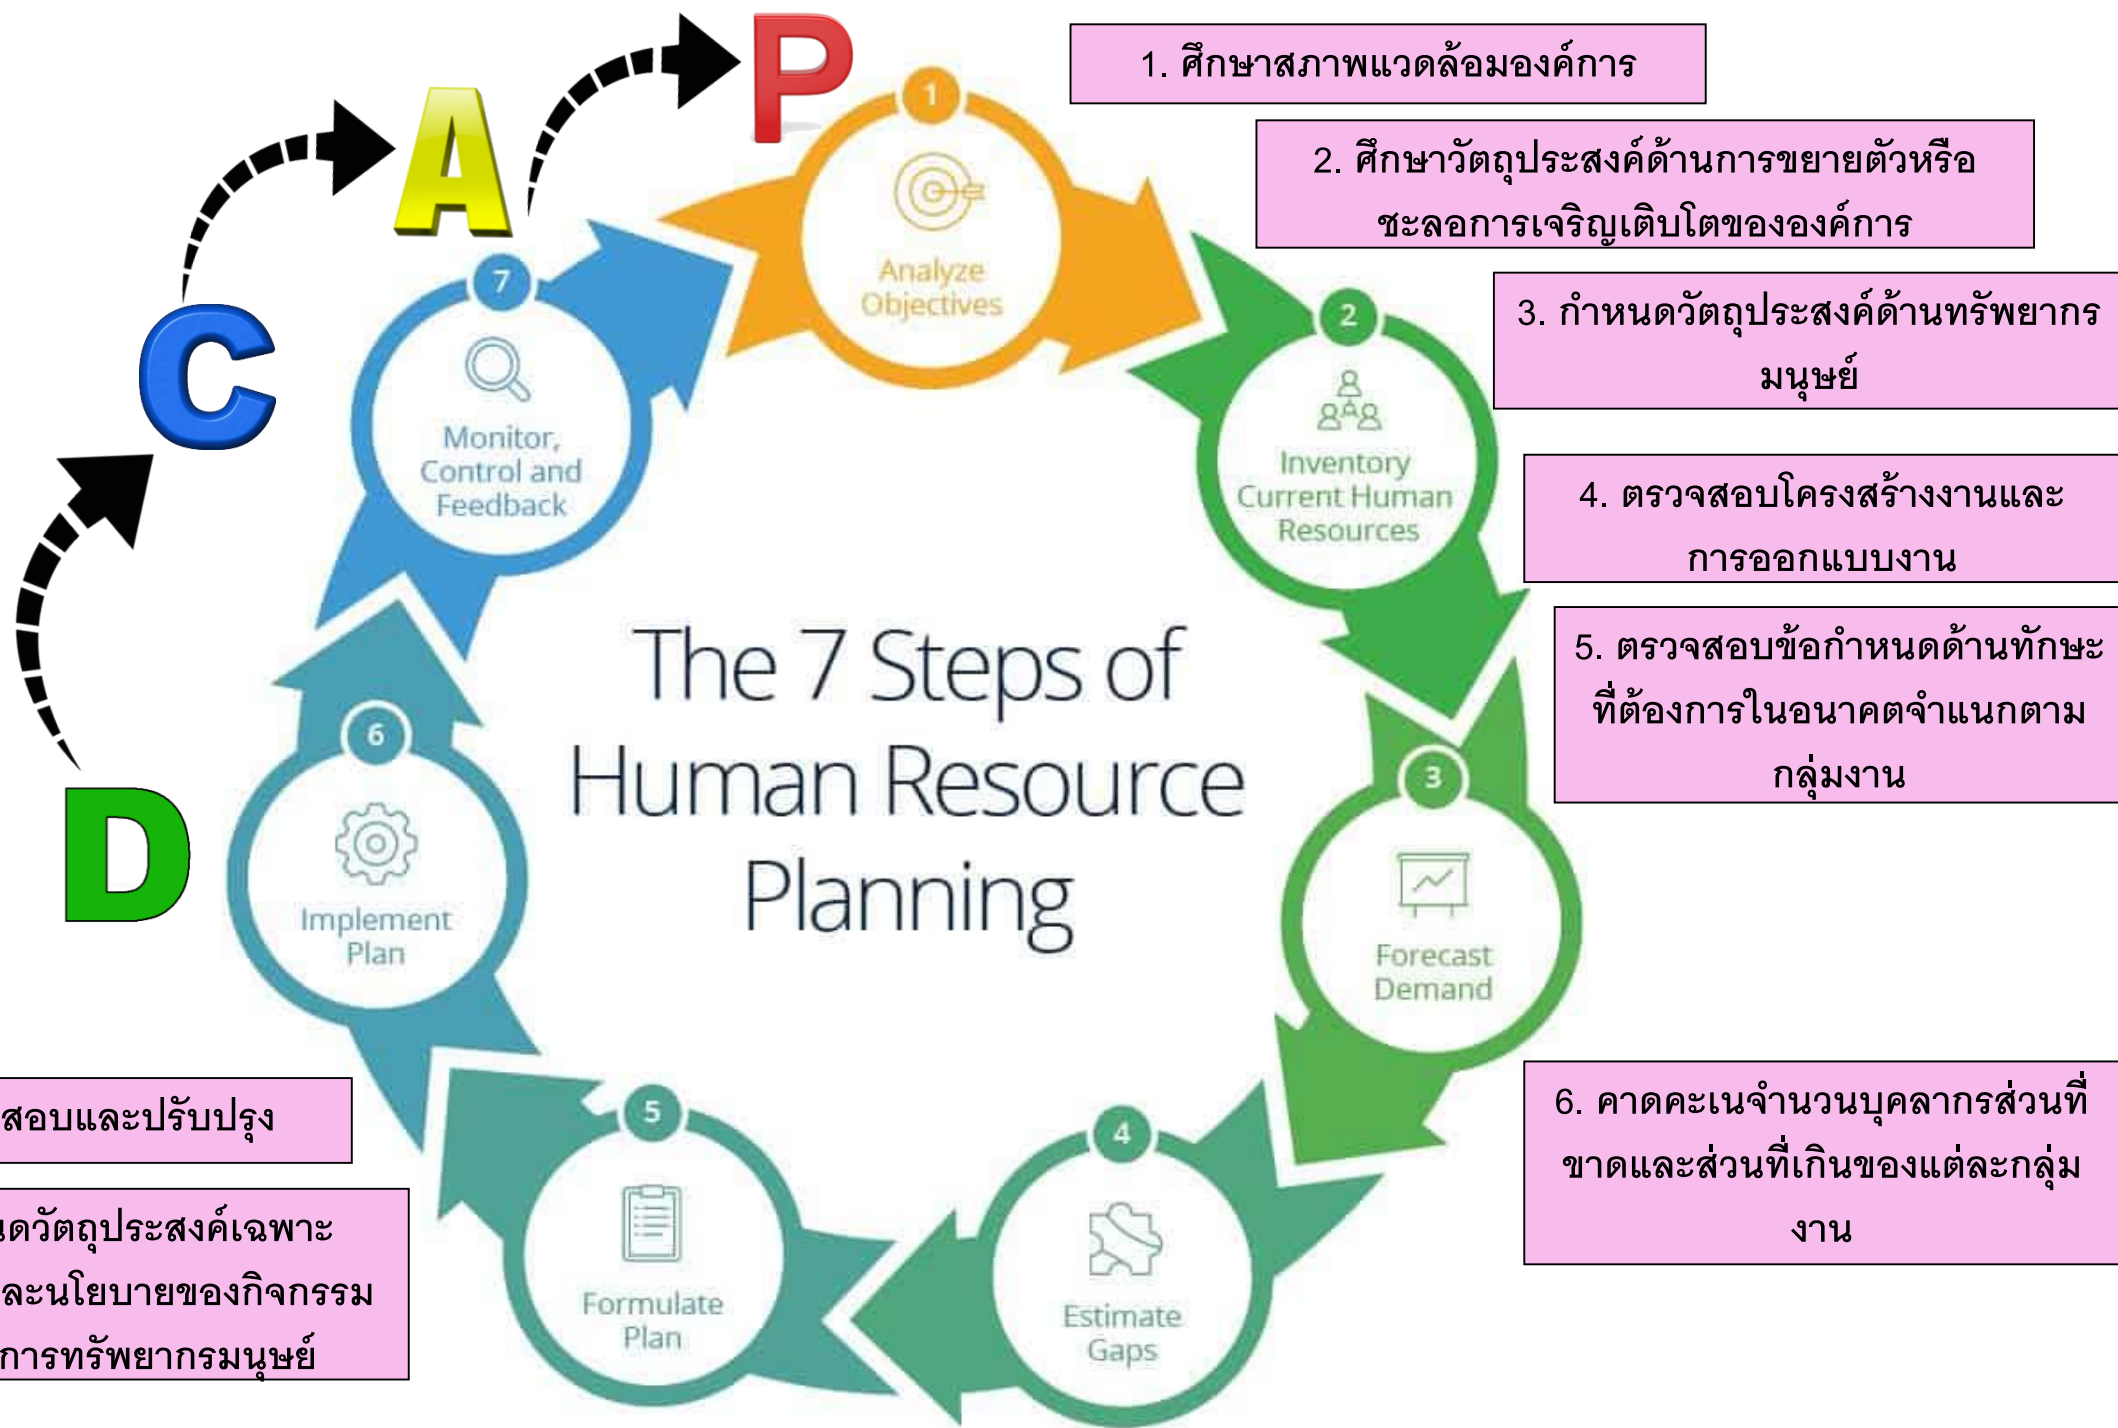 P
1
Analyze
Objectives
1. ศึกษาสภาพแวดล้อมองค์การ
2. ศึกษาวัตถุประสงค์ด้านการขยายตัวหรือ
ชะลอการเจริญเติบโตขององค์การ
2
Inventory
Current Human
Resources
3. กำหนดวัตถุประสงค์ด้านทรัพยากร
มนุษย์
4. ตรวจสอบโครงสร้างงานและ
การออกแบบงาน
5. ตรวจสอบข้อกำหนดด้านทักษะ
ที่ต้องการในอนาคตจำแนกตาม
กลุ่มงาน
3
Forecast
Demand
6. คาดคะเนจำนวนบุคลากรส่วนที่
ขาดและส่วนที่เกินของแต่ละกลุ่ม
งาน
4
Estimate
Gaps
5
Formulate
Plan
สอบและปรับปรุง
ดวัตถุประสงค์เฉพาะ
ละนโยบายของกิจกรรม
การทรัพยากรมนุษย์
D
6
Implement
Plan
C
A
7
Monitor,
Control and
Feedback
The 7 Steps of
Human Resource
Planning